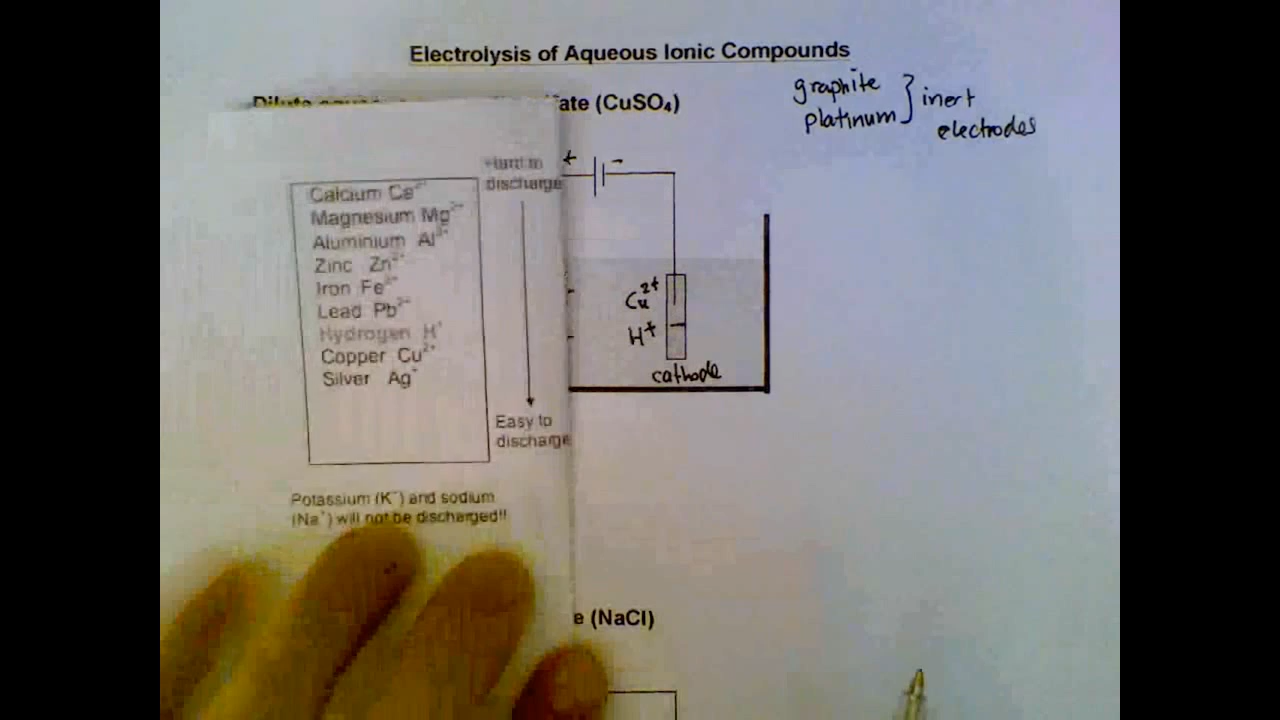 Electrolysis of Aqueous Ionic Compounds
Dilute ate (CuSO₄)
graphite
platinum } inert
electrodes
Hard to
discharge
+ -
Calcium Ca²⁺
Magnesium Mg²⁺
Aluminium Al³⁺
Zinc Zn²⁺
Iron Fe²⁺
Lead Pb²⁺
Hydrogen H⁺
Copper Cu²⁺
Silver Ag⁺
Cu²⁺
H⁺
cathode
Easy to
discharge
Potassium (K⁺) and sodium
(Na⁺) will not be discharged!!
e (NaCl)